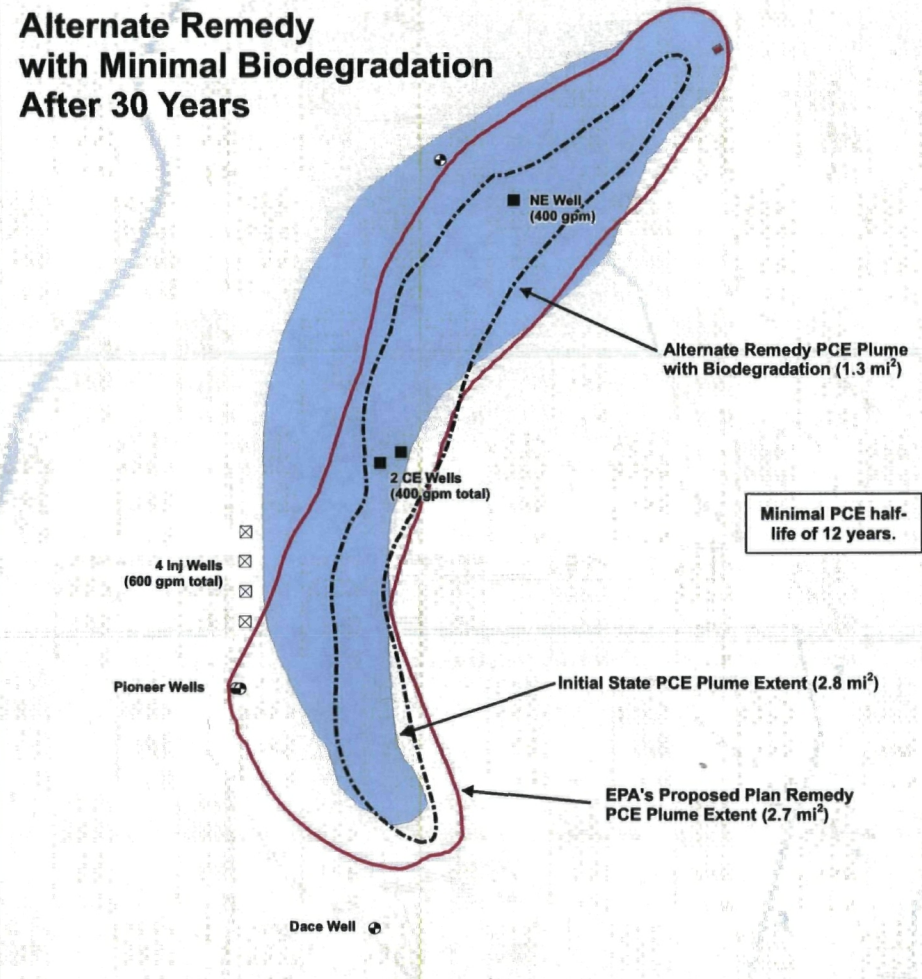 Alternate Remedy
with Minimal Biodegradation
After 30 Years
NE Well
(400 gpm)
Alternate Remedy PCE Plume
with Biodegradation (1.3 mi²)
2 CE Wells
(400 gpm total)
Minimal PCE half-
life of 12 years.
4 Inj Wells
(600 gpm total)
Pioneer Wells
Initial State PCE Plume Extent (2.8 mi²)
EPA's Proposed Plan Remedy
PCE Plume Extent (2.7 mi²)
Dace Well